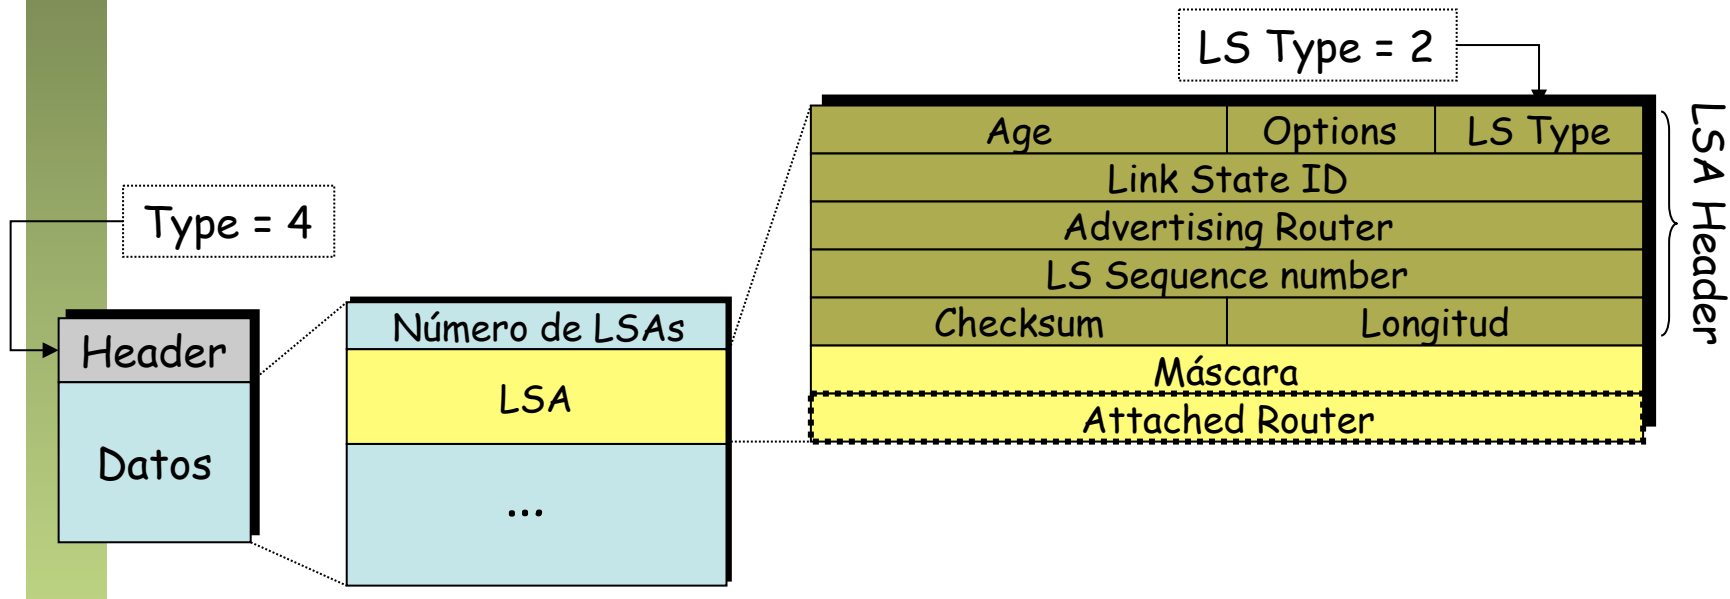 LS Type = 2
Age Options LS Type
Link State ID
Advertising Router
LS Sequence number
Checksum Longitud
Máscara
Attached Router
LSA Header
Type = 4
Header
Datos
Número de LSAs
LSA
...